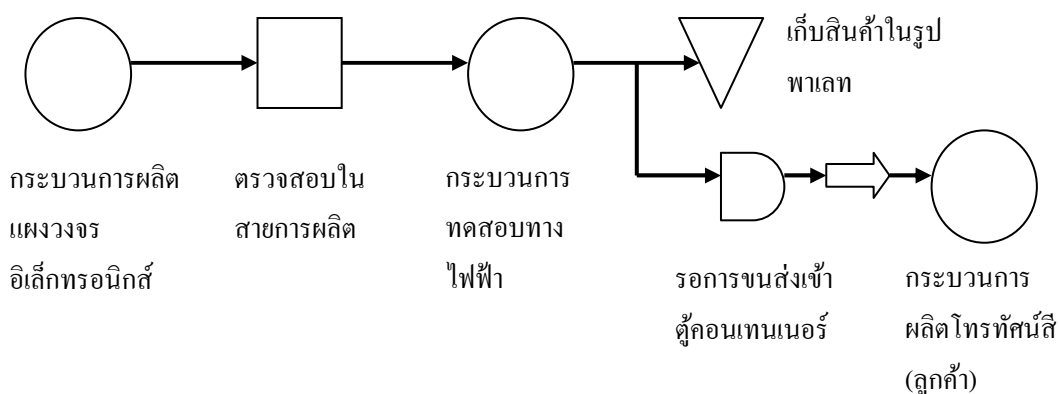 เก็บสินค้าในรูป
พาเลท
กระบวนการผลิต
แผงวงจร
อิเล็กทรอนิกส์
ตรวจสอบใน
สายการผลิต
กระบวนการ
ทดสอบทาง
ไฟฟ้า
รอการขนส่งเข้า
ตู้คอนเทนเนอร์
กระบวนการ
ผลิตโทรทัศน์สี
(ลูกค้า)